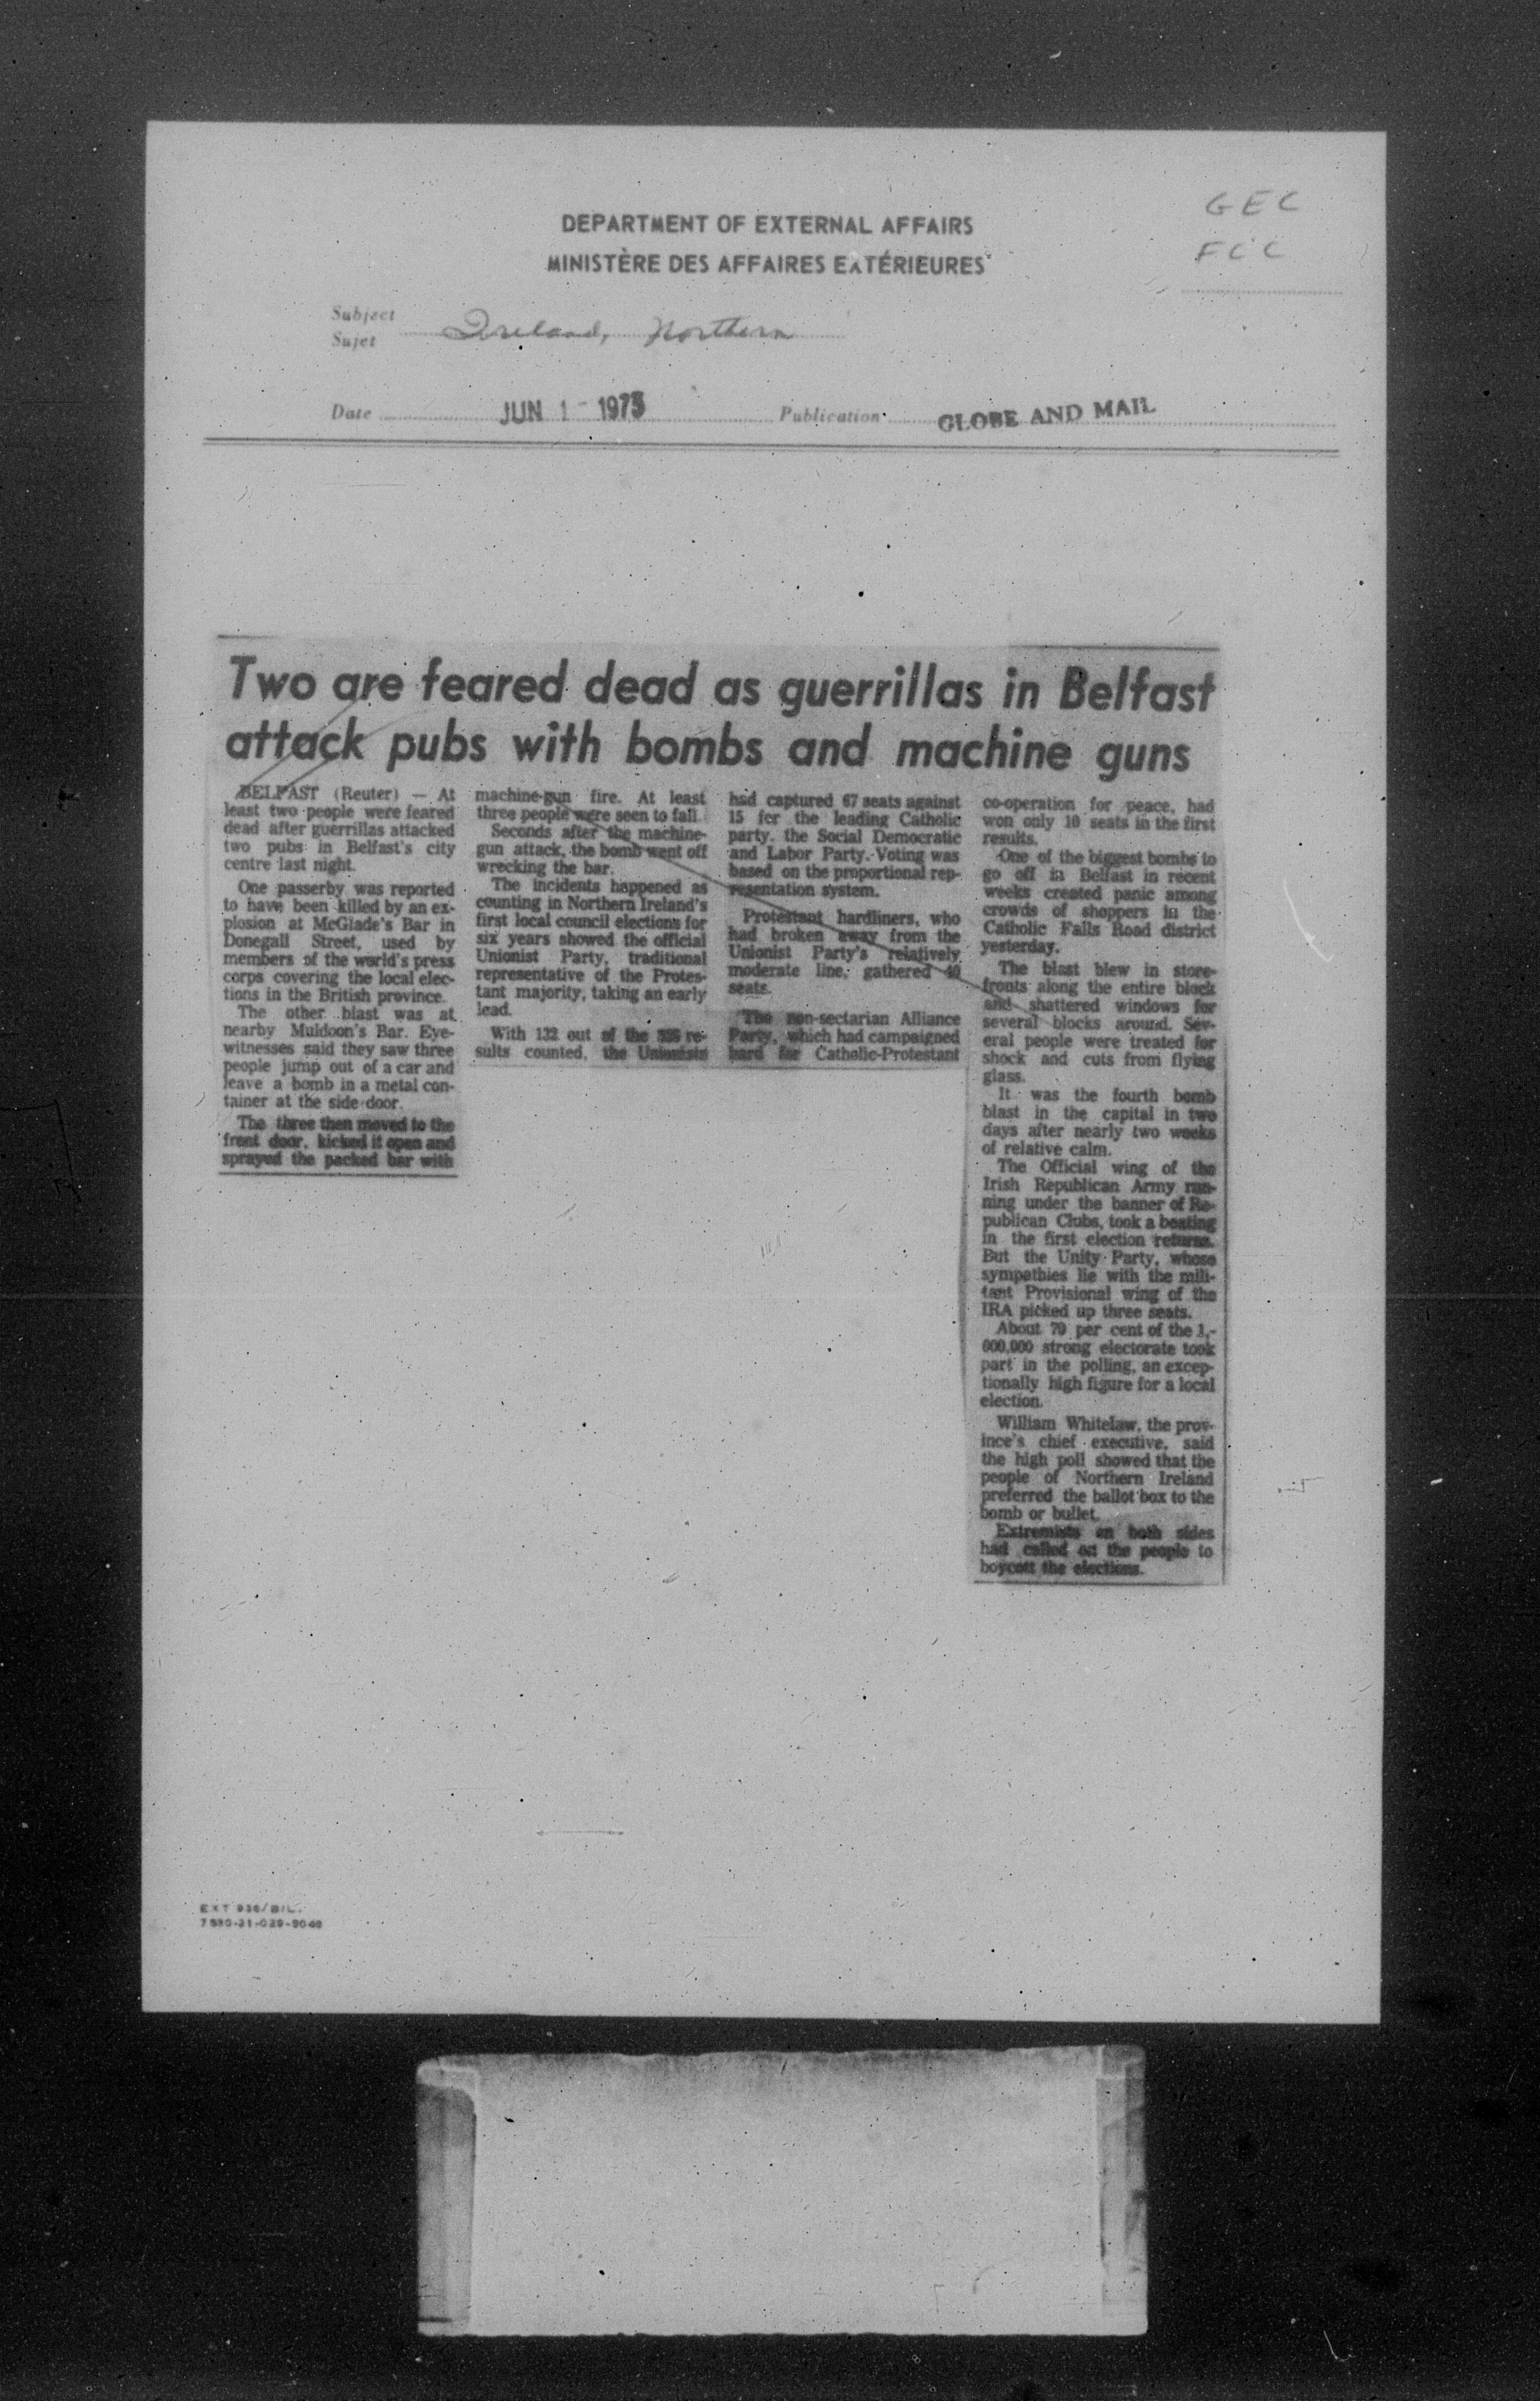 GEC
FCC
DEPARTMENT OF EXTERNAL AFFAIRS
MINISTÈRE DES AFFAIRES EXTÉRIEURES
Subject
Sujet Ireland, Northern
Date JUN 1 - 1973 Publication GLOBE AND MAIL
Two are feared dead as guerrillas in Belfast
attack pubs with bombs and machine guns
BELFAST (Reuter) — At
least two people were feared
dead after guerrillas attacked
two pubs in Belfast's city
centre last night.
One passerby was reported
to have been killed by an ex-
plosion at McGlade's Bar in
Donegall Street, used by
members of the world's press
corps covering the local elec-
tions in the British province.
The other blast was at
nearby Muldoon's Bar. Eye-
witnesses said they saw three
people jump out of a car and
leave a bomb in a metal con-
tainer at the side door.
The three then moved to the
front door, kicked it open and
sprayed the packed bar with
machine-gun fire. At least
three people were seen to fall.
Seconds after the machine-
gun attack, the bomb went off
wrecking the bar.
The incidents happened as
counting in Northern Ireland's
first local council elections for
six years showed the official
Unionist Party, traditional
representative of the Protes-
tant majority, taking an early
lead.
With 132 out of the re-
sults counted, the Unionists
had captured 67 seats against
15 for the leading Catholic
party, the Social Democratic
and Labor Party. Voting was
based on the proportional rep-
resentation system.
Protestant hardliners, who
had broken away from the
Unionist Party's relatively
moderate line, gathered 40
seats.
The non-sectarian Alliance
Party, which had campaigned
hard for Catholic-Protestant
co-operation for peace, had
won only 10 seats in the first
results.
One of the biggest bombs to
go off in Belfast in recent
weeks created panic among
crowds of shoppers in the
Catholic Falls Road district
yesterday.
The blast blew in store-
fronts along the entire block
and shattered windows for
several blocks around. Sev-
eral people were treated for
shock and cuts from flying
glass.
It was the fourth bomb
blast in the capital in two
days after nearly two weeks
of relative calm.
The Official wing of the
Irish Republican Army run-
ning under the banner of Re-
publican Clubs, took a beating
in the first election returns.
But the Unity Party, whose
sympathies lie with the mili-
tant Provisional wing of the
IRA picked up three seats.
About 70 per cent of the 1,-
000,000 strong electorate took
part in the polling, an excep-
tionally high figure for a local
election.
William Whitelaw, the prov-
ince's chief executive, said
the high poll showed that the
people of Northern Ireland
preferred the ballot box to the
bomb or bullet.
Extremists on both sides
had called on the people to
boycott the elections.